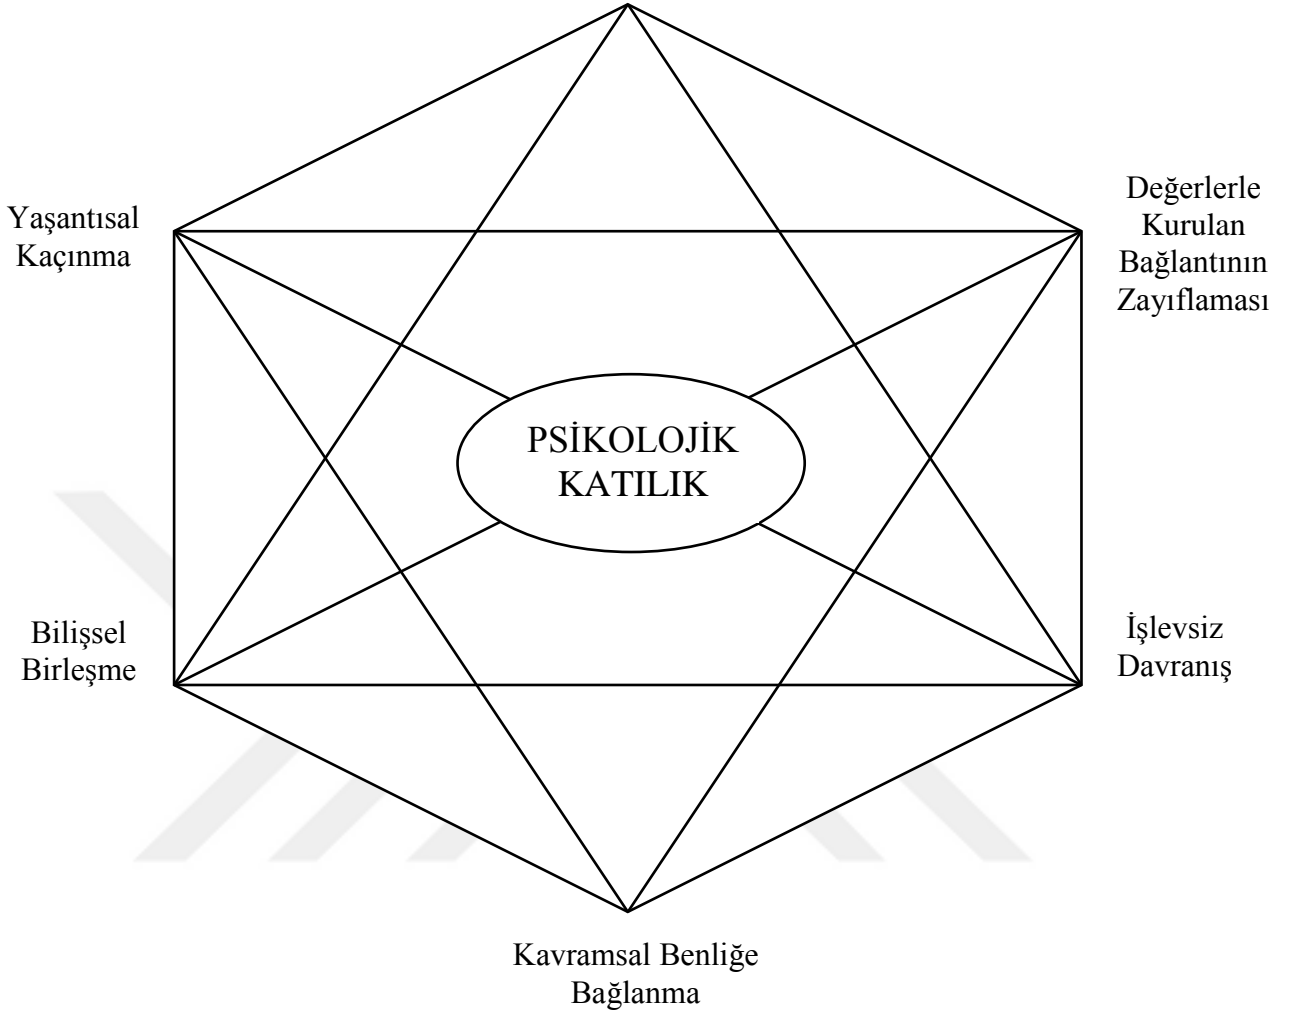 Yaşantısal
Kaçınma
Değerlerle
Kurulan
Bağlantının
Zayıflaması
PSİKOLOJİK
KATILIK
Bilişsel
Birleşme
İşlevsiz
Davranış
Kavramsal Benliğe
Bağlanma